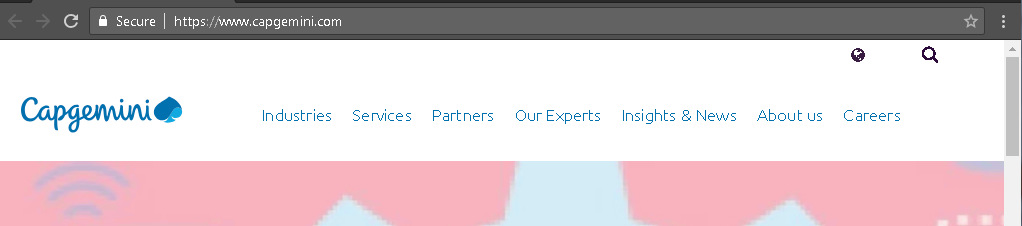 Secure https://www.capgemini.com
Capgemini
Industries Services Partners Our Experts Insights & News About us Careers